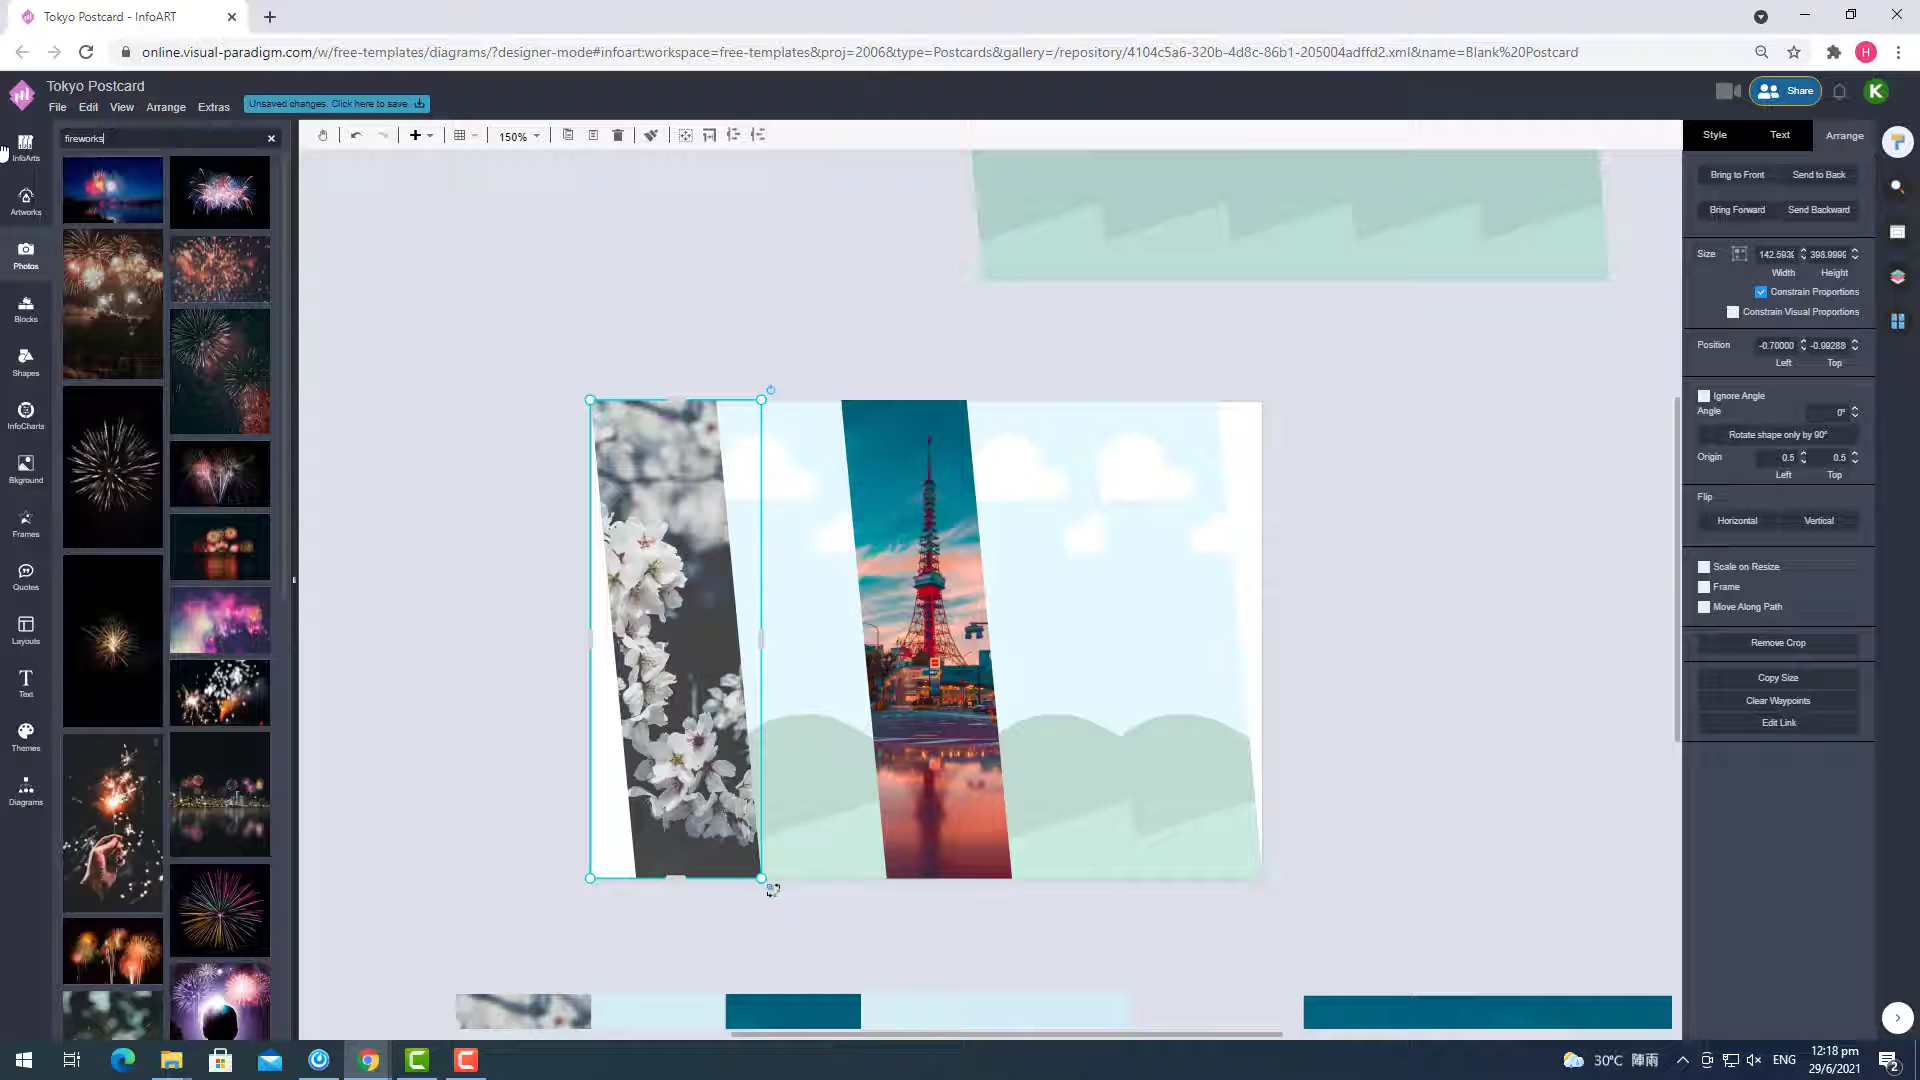 Tokyo Postcard - InfoART
online.visual-paradigm.com/w/free-templates/diagrams/?designer-mode#infoart:workspace=free-templates&proj=2006&type=Postcards&gallery=/repository/4104c5a6-320b-4d8c-86b1-205004adffd2.xml&name=Blank%20Postcard
H
Tokyo Postcard
File Edit View Arrange Extras
Unsaved changes. Click here to save.
Share
K
fireworks
150%
Style Text Arrange
InfoArts
Artworks
Photos
Blocks
Shapes
InfoCharts
Bkground
Frames
Quotes
Layouts
Text
Themes
Diagrams
Bring to Front Send to Back
Bring Forward Send Backward
Size 142.593 398.999
Width Height
Constrain Proportions
Constrain Visual Proportions
Position -0.70000 -0.99288
Left Top
Ignore Angle
Angle 0°
Rotate shape only by 90°
Origin 0.5 0.5
Left Top
Flip
Horizontal Vertical
Scale on Resize
Frame
Move Along Path
Remove Crop
Copy Size
Clear Waypoints
Edit Link
30°C 陣雨
ENG
12:18 pm
29/6/2021
2